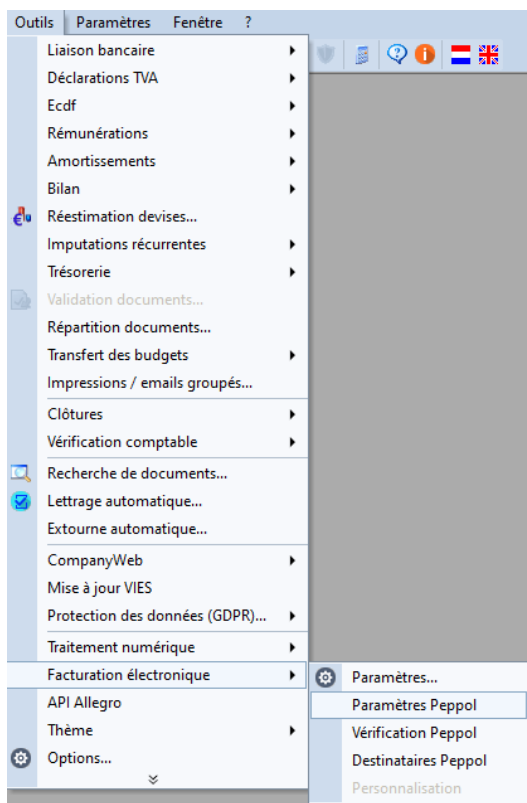 Outils Paramètres Fenêtre ?
Liaison bancaire
Déclarations TVA
Ecdf
Rémunérations
Amortissements
Bilan
Réestimation devises...
Imputations récurrentes
Trésorerie
Validation documents...
Répartition documents...
Transfert des budgets
Impressions / emails groupés...
Clôtures
Vérification comptable
Recherche de documents...
Lettrage automatique...
Extourne automatique...
CompanyWeb
Mise à jour VIES
Protection des données (GDPR)...
Traitement numérique
Facturation électronique
API Allegro
Thème
Options...
Paramètres...
Paramètres Peppol
Vérification Peppol
Destinataires Peppol
Personnalisation